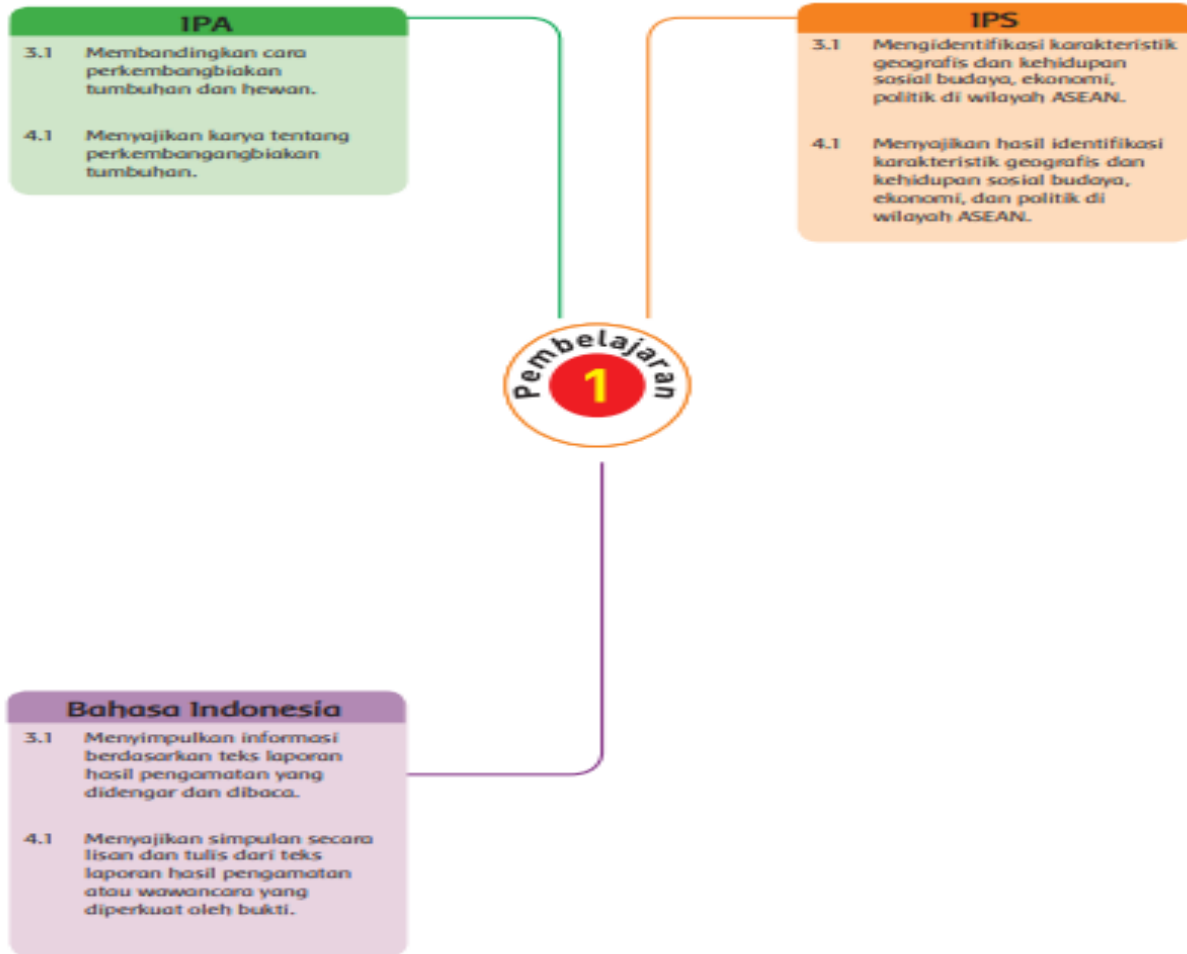 IPA
3.1 Membandingkan cara
perkembangbiakan
tumbuhan dan hewan.
4.1 Menyajikan karya tentang
perkembangangbiakan
tumbuhan.
IPS
3.1 Mengidentifikasi karakteristik
geografis dan kehidupan
sosial budaya, ekonomi,
politik di wilayah ASEAN.
4.1 Menyajikan hasil identifikasi
karakteristik geografis dan
kehidupan sosial budaya,
ekonomi, dan politik di
wilayah ASEAN.
Pembelajaran
1
Bahasa Indonesia
3.1 Menyimpulkan informasi
berdasarkan teks laporan
hasil pengamatan yang
didengar dan dibaca.
4.1 Menyajikan simpulan secara
lisan dan tulis dari teks
laporan hasil pengamatan
atau wawancara yang
diperkuat oleh bukti.